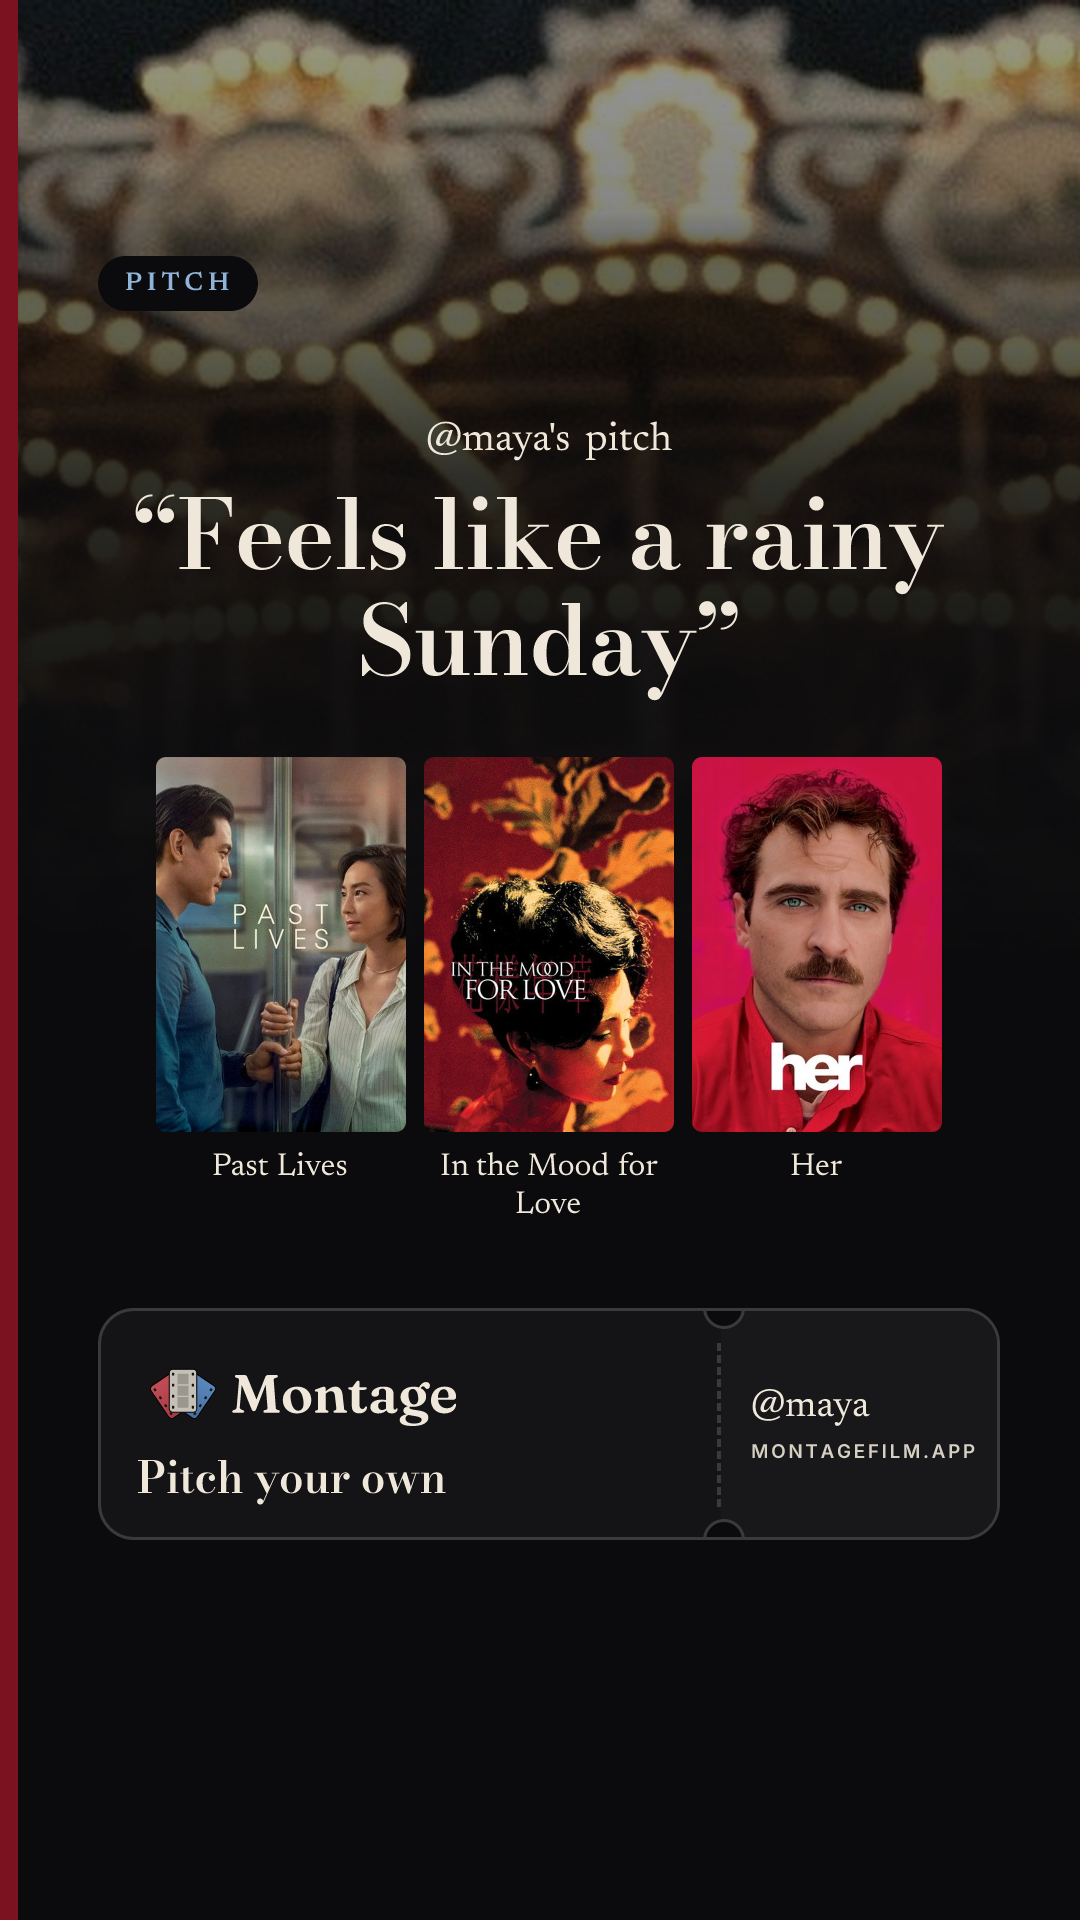 PITCH
@maya's pitch
“Feels like a rainy
Sunday”
PAST
LIVES
IN THE MOOD
FOR LOVE
her
Past Lives
In the Mood for
Love
Her
Montage
Pitch your own
@maya
MONTAGEFILM.APP